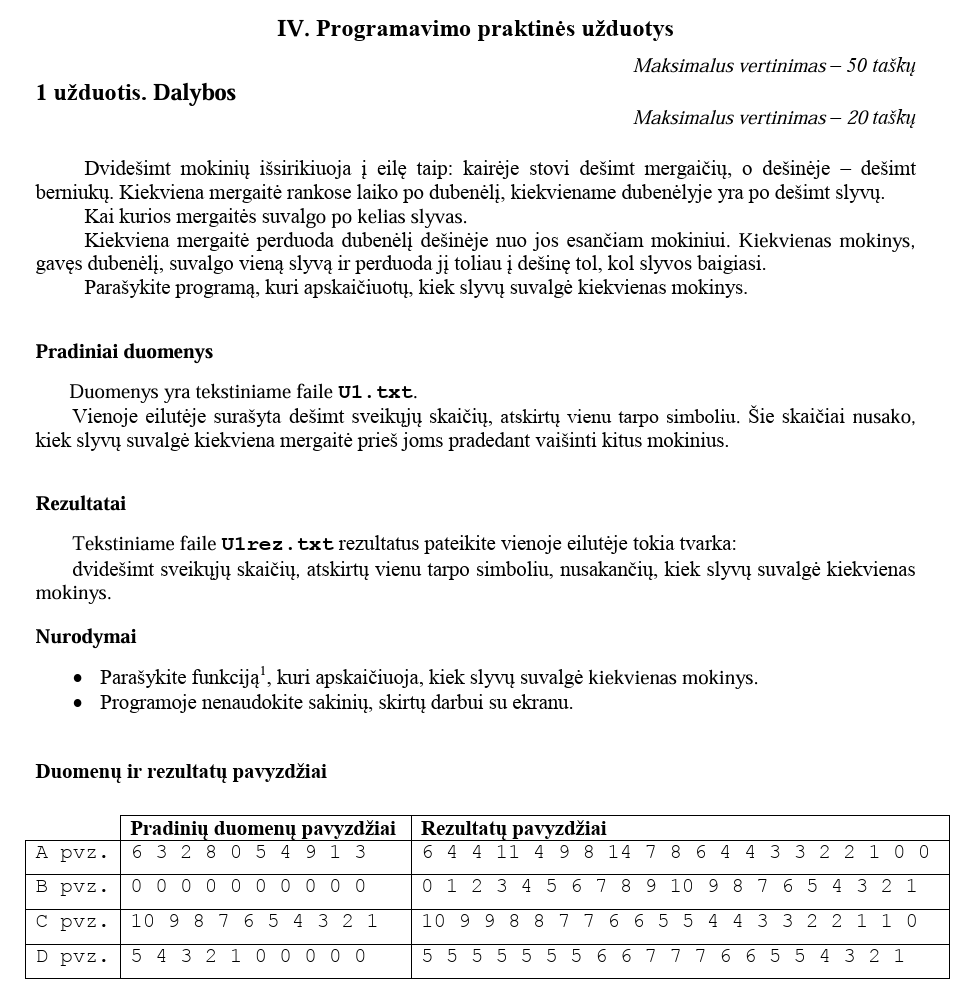 IV. Programavimo praktinės užduotys
Maksimalus vertinimas – 50 taškų
1 užduotis. Dalybos
Maksimalus vertinimas – 20 taškų
Dvidešimt mokinių išsirikiuoja į eilę taip: kairėje stovi dešimt mergaičių, o dešinėje – dešimt
berniukų. Kiekviena mergaitė rankose laiko po dubenėlį, kiekviename dubenėlyje yra po dešimt slyvų.
Kai kurios mergaitės suvalgo po kelias slyvas.
Kiekviena mergaitė perduoda dubenėlį dešinėje nuo jos esančiam mokiniui. Kiekvienas mokinys,
gavęs dubenėlį, suvalgo vieną slyvą ir perduoda jį toliau į dešinę tol, kol slyvos baigiasi.
Parašykite programą, kuri apskaičiuotų, kiek slyvų suvalgė kiekvienas mokinys.
Pradiniai duomenys
Duomenys yra tekstiniame faile U1.txt.
Vienoje eilutėje surašyta dešimt sveikųjų skaičių, atskirtų vienu tarpo simboliu. Šie skaičiai nusako,
kiek slyvų suvalgė kiekviena mergaitė prieš joms pradedant vaišinti kitus mokinius.
Rezultatai
Tekstiniame faile U1rez.txt rezultatus pateikite vienoje eilutėje tokia tvarka:
dvidešimt sveikųjų skaičių, atskirtų vienu tarpo simboliu, nusakančių, kiek slyvų suvalgė kiekvienas
mokinys.
Nurodymai
• Parašykite funkciją¹, kuri apskaičiuoja, kiek slyvų suvalgė kiekvienas mokinys.
• Programoje nenaudokite sakinių, skirtų darbui su ekranu.
Duomenų ir rezultatų pavyzdžiai
Pradinių duomenų pavyzdžiai Rezultatų pavyzdžiai
A pvz. 6 3 2 8 0 5 4 9 1 3 6 4 4 11 4 9 8 14 7 8 6 4 4 3 3 2 2 1 0 0
B pvz. 0 0 0 0 0 0 0 0 0 0 0 1 2 3 4 5 6 7 8 9 10 9 8 7 6 5 4 3 2 1
C pvz. 10 9 8 7 6 5 4 3 2 1 10 9 9 8 8 7 7 6 6 5 5 4 4 3 3 2 2 1 1 0
D pvz. 5 4 3 2 1 0 0 0 0 0 5 5 5 5 5 5 5 6 6 7 7 7 6 6 5 5 4 3 2 1